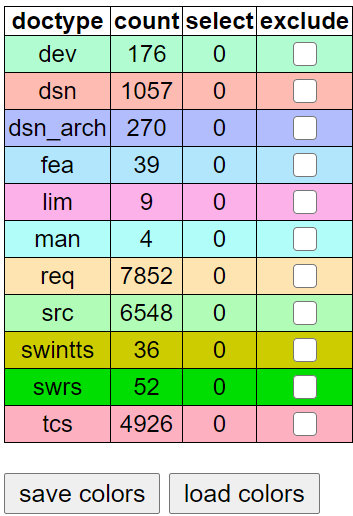 doctype count select exclude
dev 176 0
dsn 1057 0
dsn_arch 270 0
fea 39 0
lim 9 0
man 4 0
req 7852 0
src 6548 0
swintts 36 0
swrs 52 0
tcs 4926 0
save colors load colors